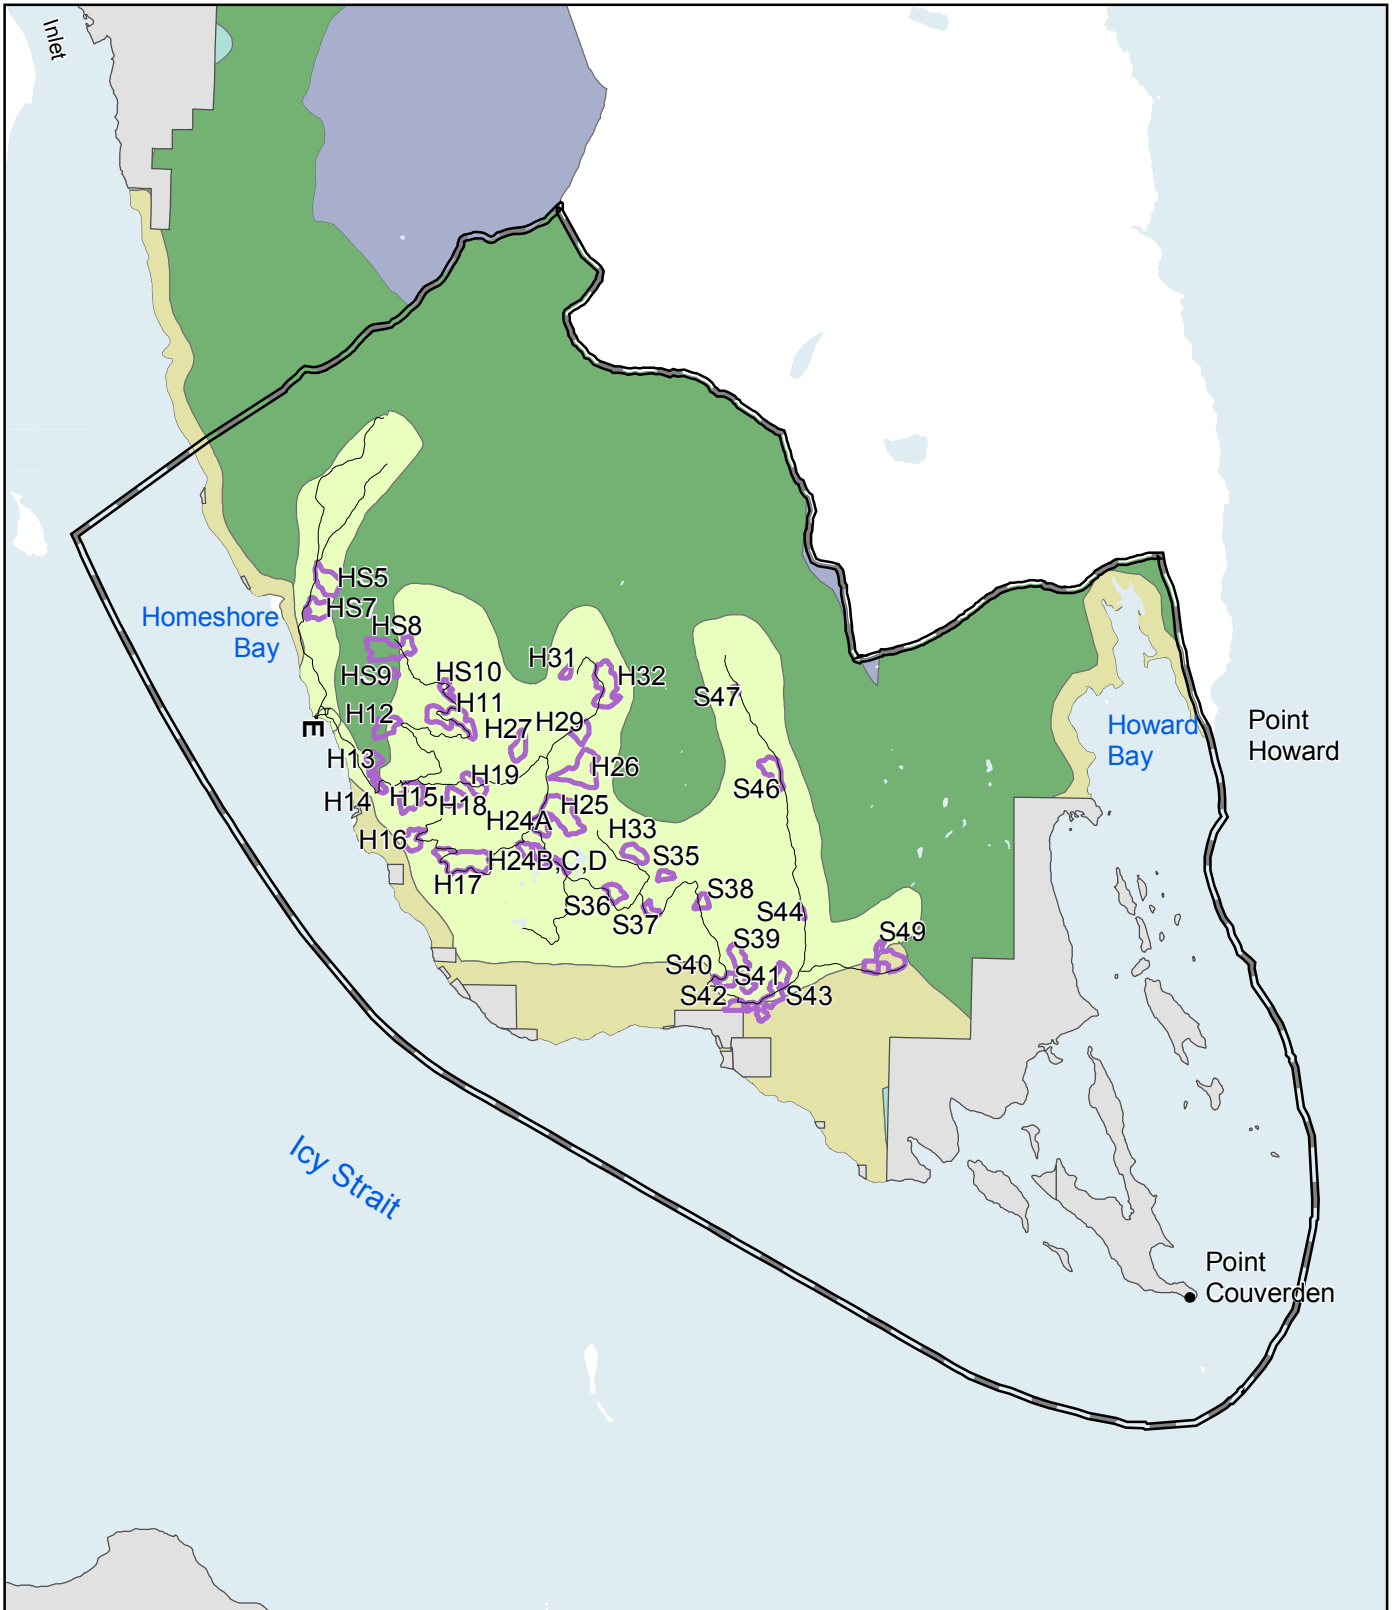 Inlet
HS5
HS7
Homeshore
Bay
HS8
HS9
HS10
H31
H32
H11
S47
H12
H27
H29
Howard
Bay
Point
Howard
E
H13
H26
H19
S46
H14
H15
H18
H25
H24A
H33
H16
H24B,C,D
S35
H17
S38
S36
S44
S37
S39
S49
S40
S41
S42
S43
Icy Strait
Point
Couverden